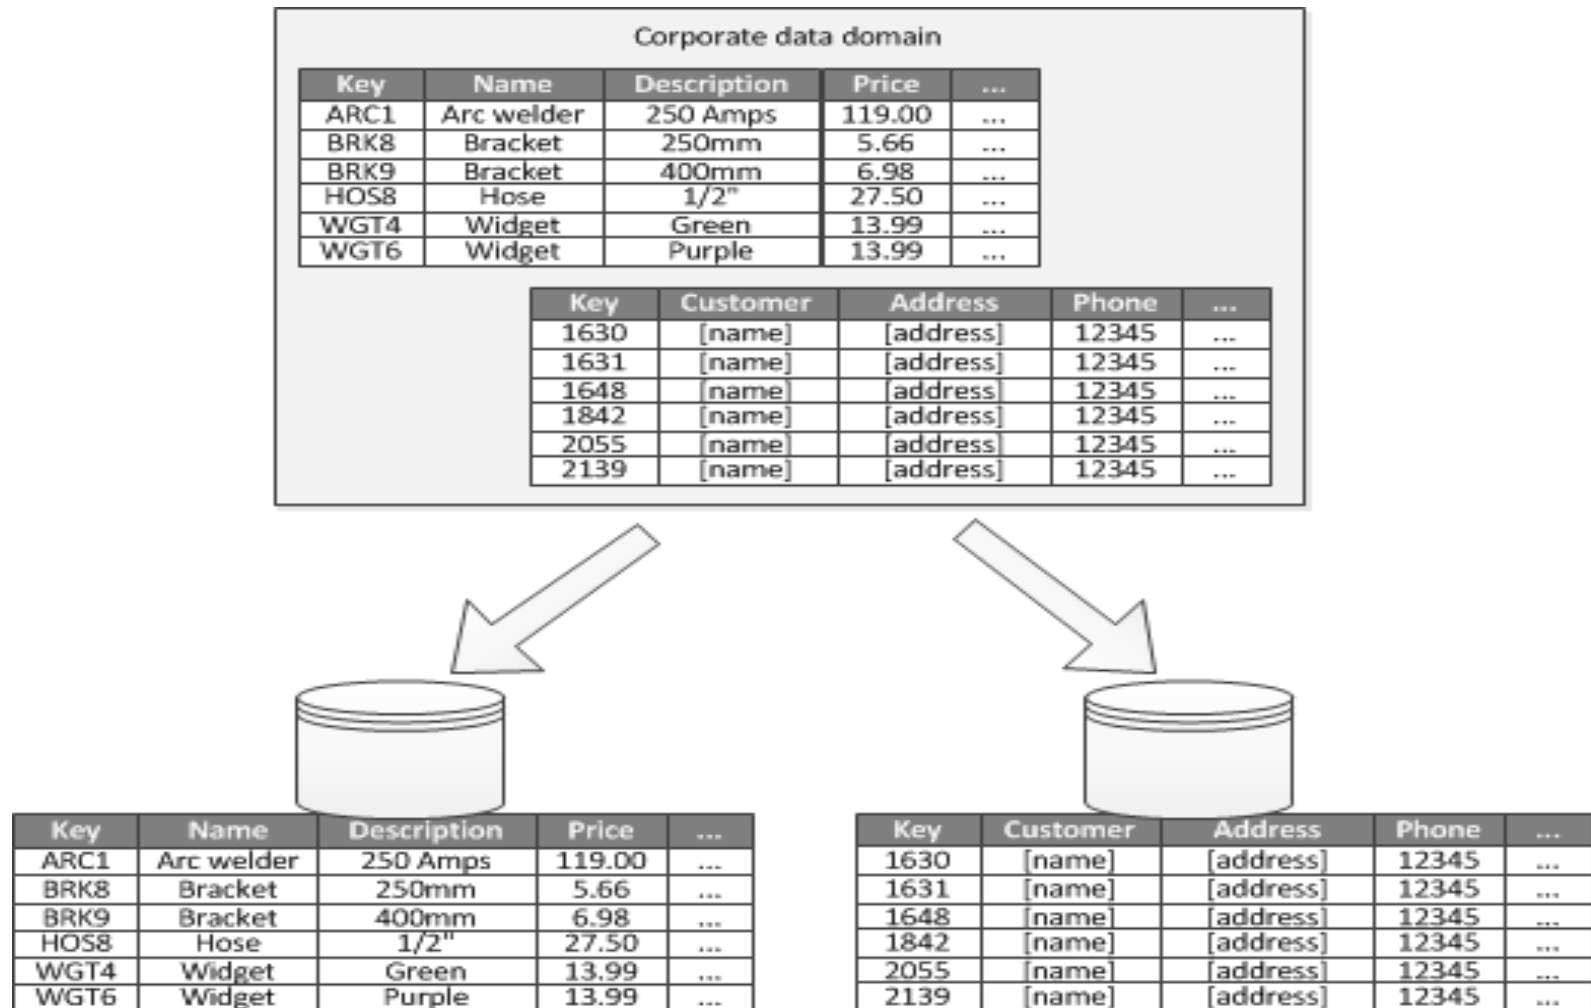 Corporate data domain
Key Name Description Price ...
ARC1 Arc welder 250 Amps 119.00 ...
BRK8 Bracket 250mm 5.66 ...
BRK9 Bracket 400mm 6.98 ...
HOS8 Hose 1/2" 27.50 ...
WGT4 Widget Green 13.99 ...
WGT6 Widget Purple 13.99 ...
Key Customer Address Phone ...
1630 [name] [address] 12345 ...
1631 [name] [address] 12345 ...
1648 [name] [address] 12345 ...
1842 [name] [address] 12345 ...
2055 [name] [address] 12345 ...
2139 [name] [address] 12345 ...
Key Name Description Price ...
ARC1 Arc welder 250 Amps 119.00 ...
BRK8 Bracket 250mm 5.66 ...
BRK9 Bracket 400mm 6.98 ...
HOS8 Hose 1/2" 27.50 ...
WGT4 Widget Green 13.99 ...
WGT6 Widget Purple 13.99 ...
Key Customer Address Phone ...
1630 [name] [address] 12345 ...
1631 [name] [address] 12345 ...
1648 [name] [address] 12345 ...
1842 [name] [address] 12345 ...
2055 [name] [address] 12345 ...
2139 [name] [address] 12345 ...